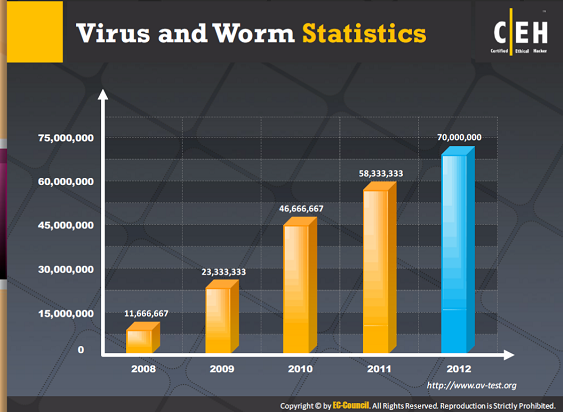 Virus and Worm Statistics
CEH
Certified Ethical Hacker
75,000,000
60,000,000
45,000,000
30,000,000
15,000,000
0
11,666,667
23,333,333
46,666,667
58,333,333
70,000,000
2008 2009 2010 2011 2012
http://www.av-test.org
Copyright © by EC-Council. All Rights Reserved. Reproduction is Strictly Prohibited.